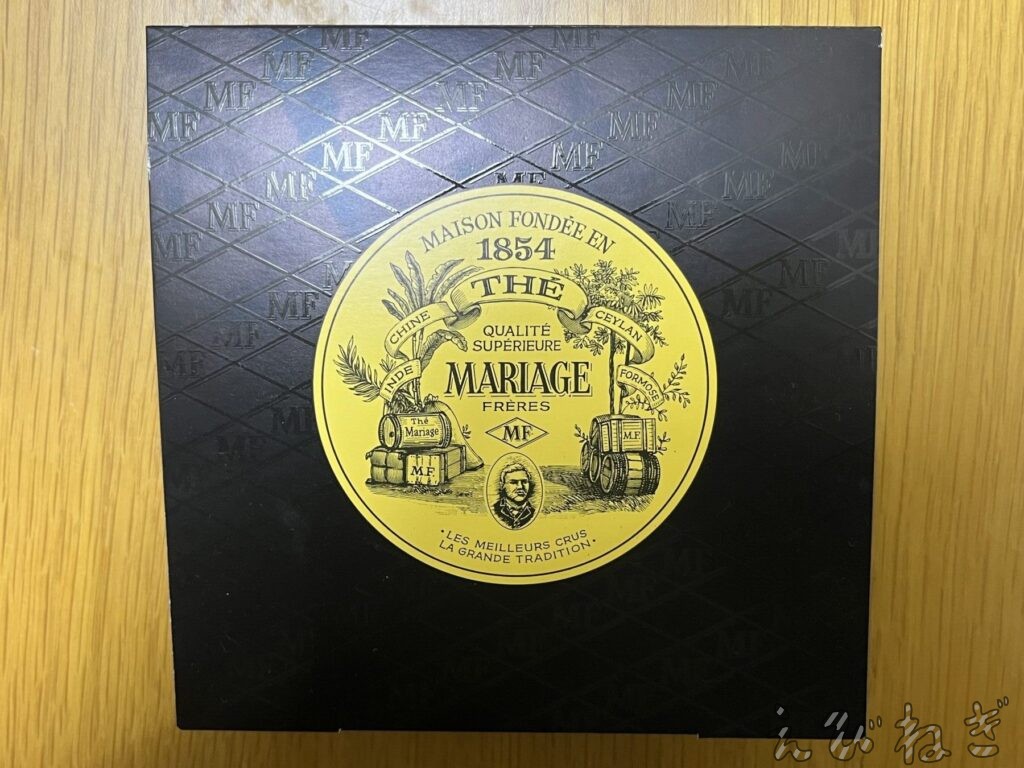 MF
MAISON FONDÉE EN
1854
THÉ
CHINE
CEYLAN
INDE
FORMOSE
QUALITÉ
SUPÉRIEURE
MARIAGE
FRÈRES
MF
Thé
Mariage
M.F.
M.F.
• LES MEILLEURS CRUS
LA GRANDE TRADITION •
えびねぎ